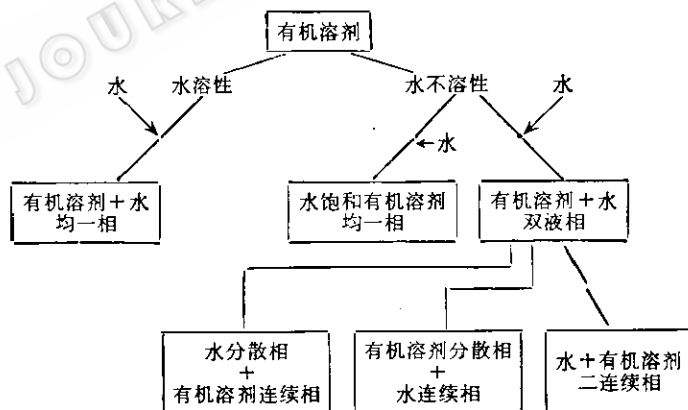 JOUR
有机溶剂
水 水溶性 水不溶性 水
←水
有机溶剂＋水
均一相
水饱和有机溶剂
均一相
有机溶剂＋水
双液相
水分散相
＋
有机溶剂连续相
有机溶剂分散相
＋
水连续相
水＋有机溶剂
二连续相